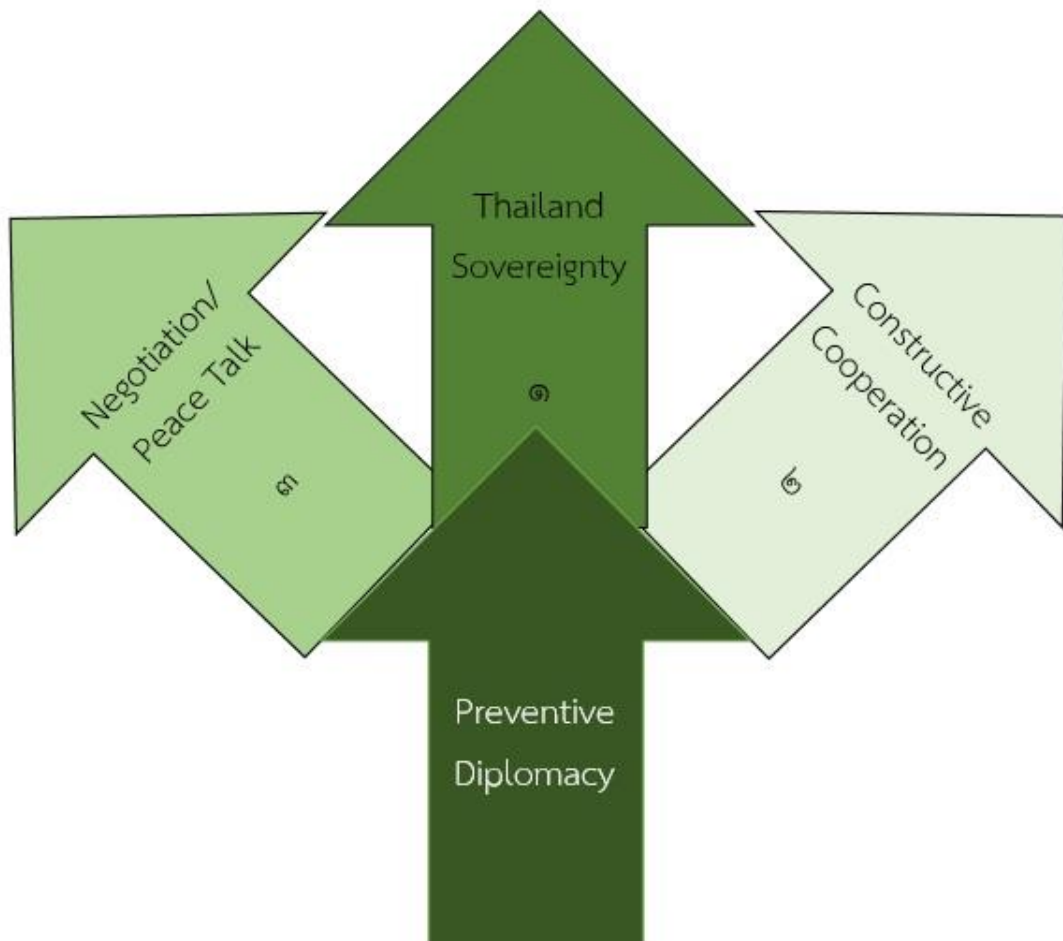 Thailand
Sovereignty
๑
Negotiation/
Peace Talk
๓
Constructive
Cooperation
๒
Preventive
Diplomacy